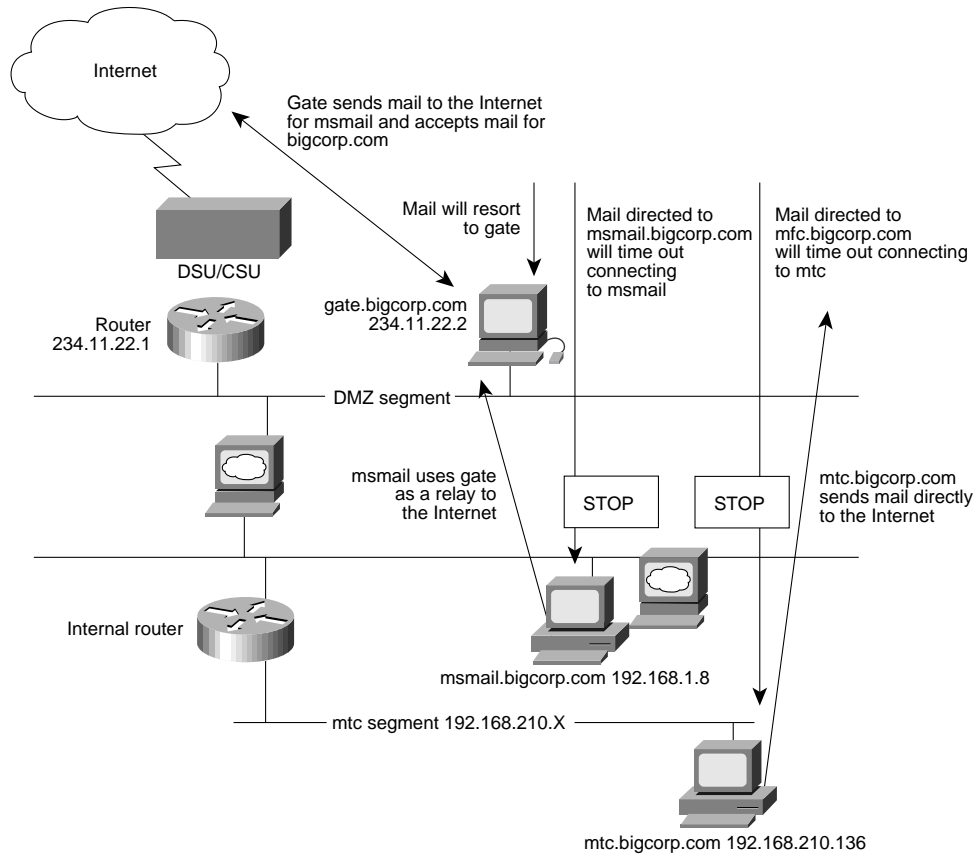 Internet
Gate sends mail to the Internet
for msmail and accepts mail for
bigcorp.com
Mail will resort
to gate
Mail directed to
msmail.bigcorp.com
will time out
connecting
to msmail
Mail directed to
mfc.bigcorp.com
will time out connecting
to mtc
DSU/CSU
gate.bigcorp.com
234.11.22.2
Router
234.11.22.1
DMZ segment
msmail uses gate
as a relay to
the Internet
STOP
STOP
mtc.bigcorp.com
sends mail directly
to the Internet
Internal router
msmail.bigcorp.com 192.168.1.8
mtc segment 192.168.210.X
mtc.bigcorp.com 192.168.210.136